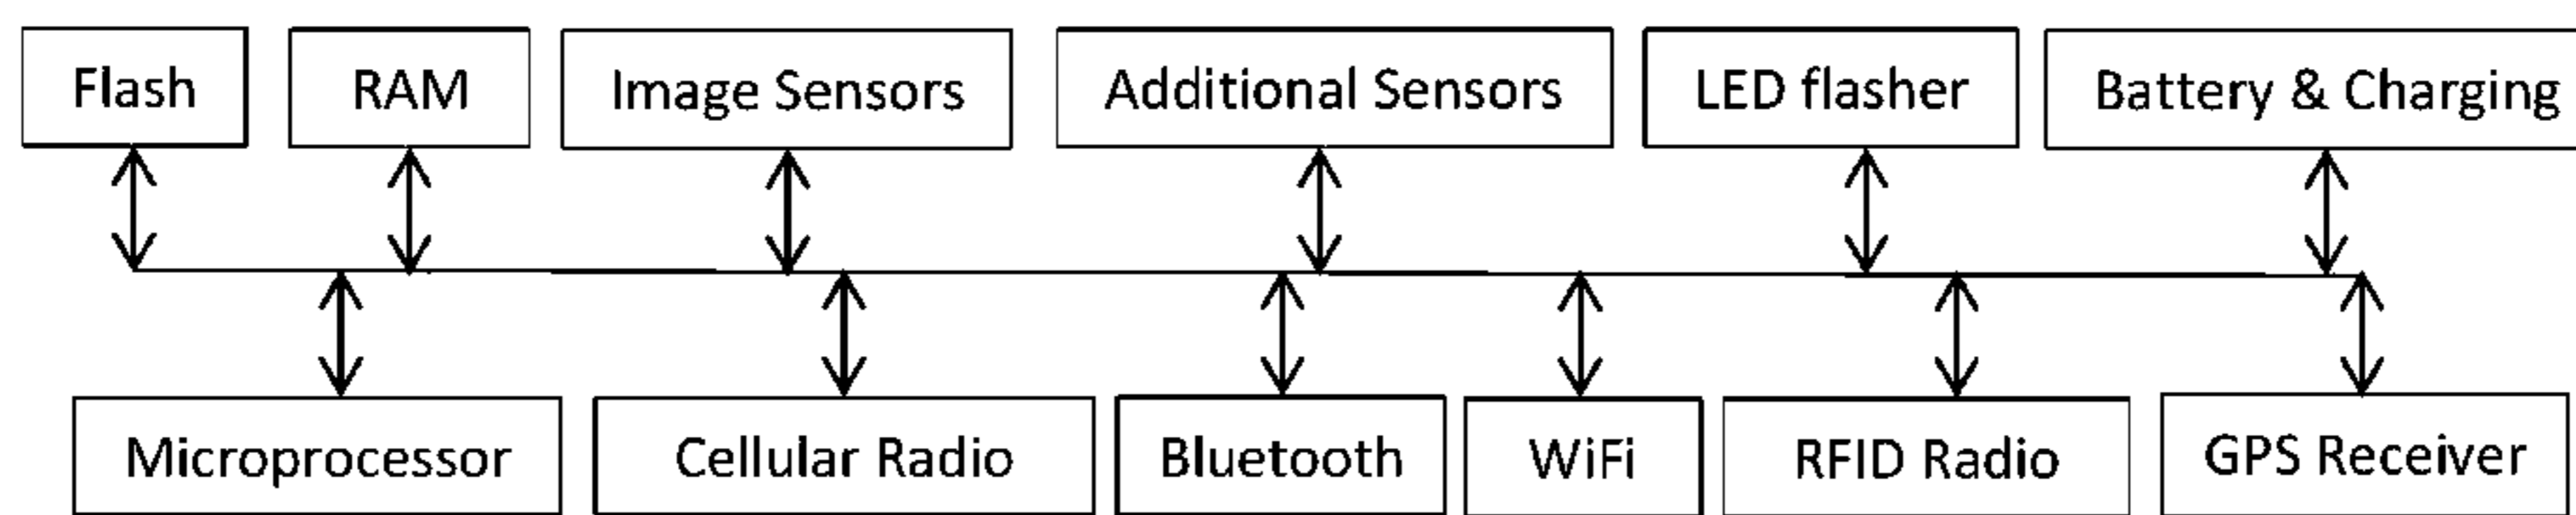 Flash
RAM
Image Sensors
Additional Sensors
LED flasher
Battery & Charging
Microprocessor
Cellular Radio
Bluetooth
WiFi
RFID Radio
GPS Receiver